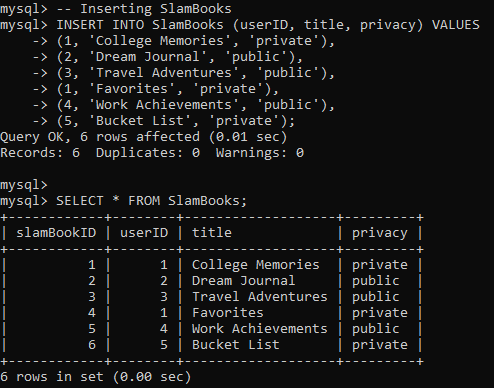 mysql> -- Inserting SlamBooks
mysql> INSERT INTO SlamBooks (userID, title, privacy) VALUES
    -> (1, 'College Memories', 'private'),
    -> (2, 'Dream Journal', 'public'),
    -> (3, 'Travel Adventures', 'public'),
    -> (1, 'Favorites', 'private'),
    -> (4, 'Work Achievements', 'public'),
    -> (5, 'Bucket List', 'private');
Query OK, 6 rows affected (0.01 sec)
Records: 6  Duplicates: 0  Warnings: 0

mysql>
mysql> SELECT * FROM SlamBooks;
+------------+--------+-------------------+---------+
| slamBookID | userID | title             | privacy |
+------------+--------+-------------------+---------+
|          1 |      1 | College Memories  | private |
|          2 |      2 | Dream Journal     | public  |
|          3 |      3 | Travel Adventures | public  |
|          4 |      1 | Favorites         | private |
|          5 |      4 | Work Achievements | public  |
|          6 |      5 | Bucket List       | private |
+------------+--------+-------------------+---------+
6 rows in set (0.00 sec)